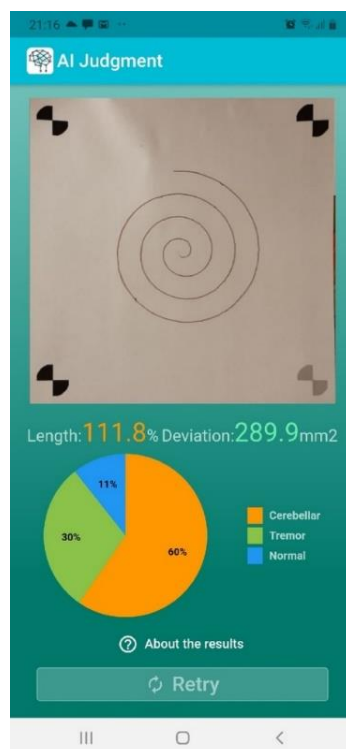 21:16
AI Judgment
Length:111.8% Deviation:289.9mm2
11%
30%
60%
Cerebellar
Tremor
Normal
? About the results
Retry